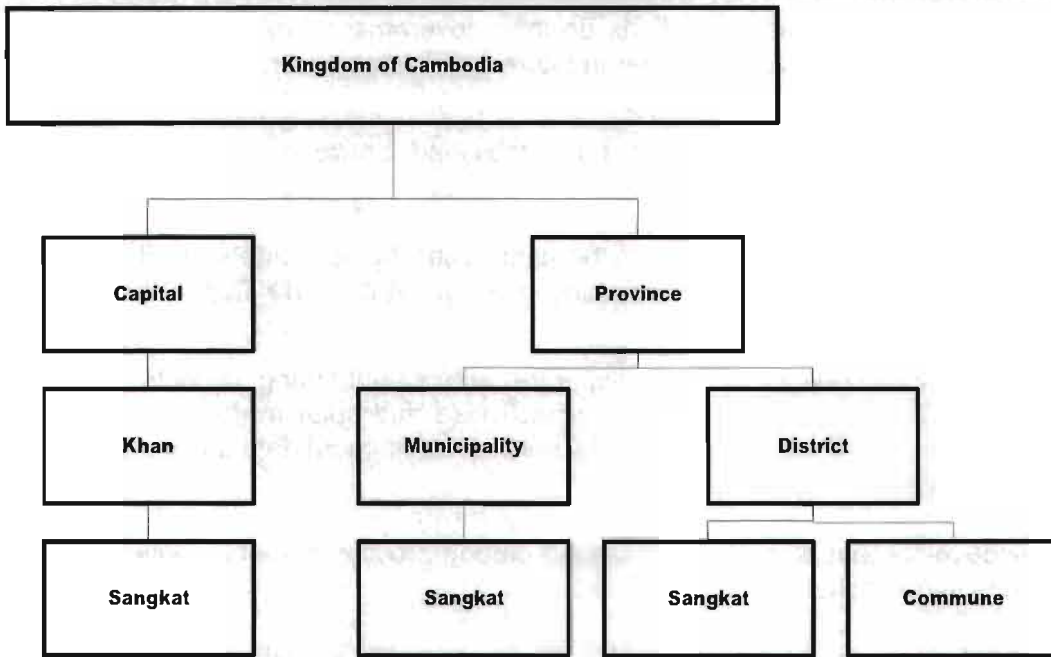 Kingdom of Cambodia
Capital
Province
Khan
Municipality
District
Sangkat
Sangkat
Sangkat
Commune